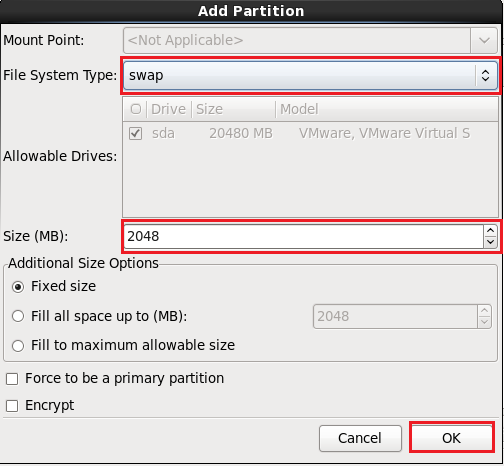 Add Partition
Mount Point: <Not Applicable>
File System Type: swap
Drive Size Model
sda 20480 MB VMware, VMware Virtual S
Allowable Drives:
Size (MB): 2048
Additional Size Options
Fixed size
Fill all space up to (MB): 2048
Fill to maximum allowable size
Force to be a primary partition
Encrypt
Cancel OK